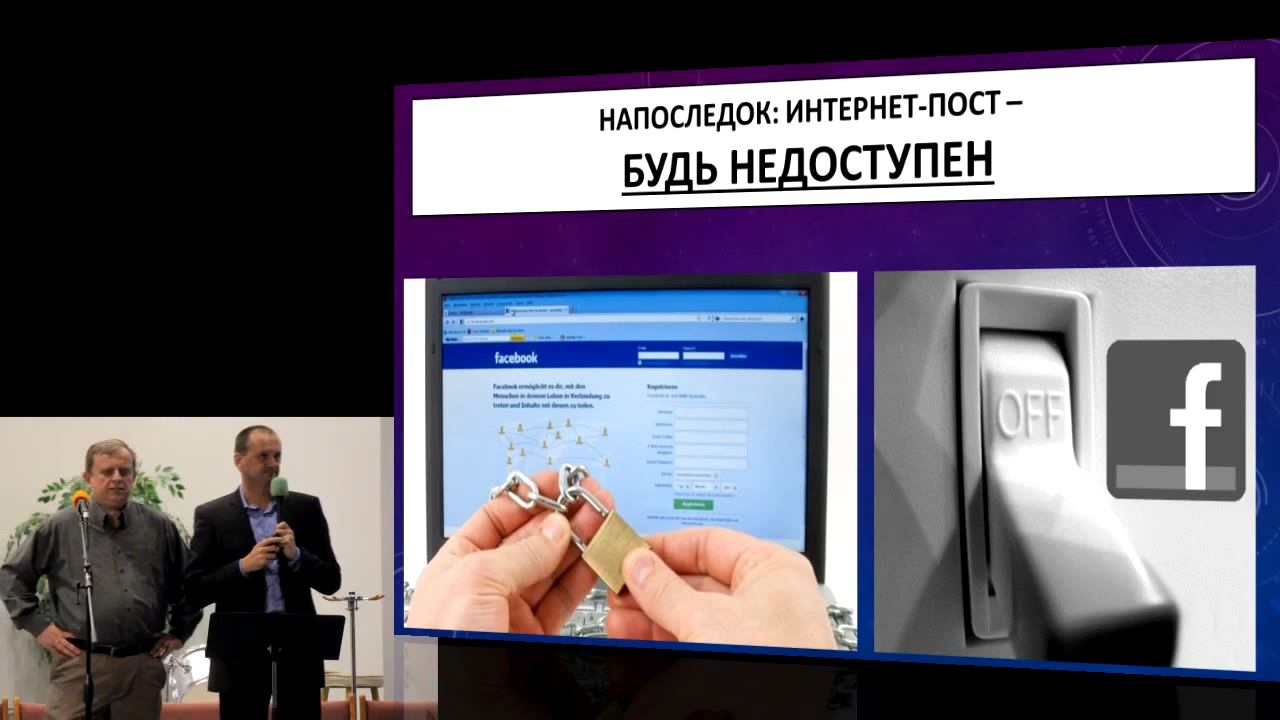 НАПОСЛЕДОК: ИНТЕРНЕТ-ПОСТ –
БУДЬ НЕДОСТУПЕН
facebook
Facebook ermöglicht es dir, mit den
Menschen in deinem Leben in Verbindung zu
treten und Inhalte mit diesen zu teilen.
Registrieren
OFF
f